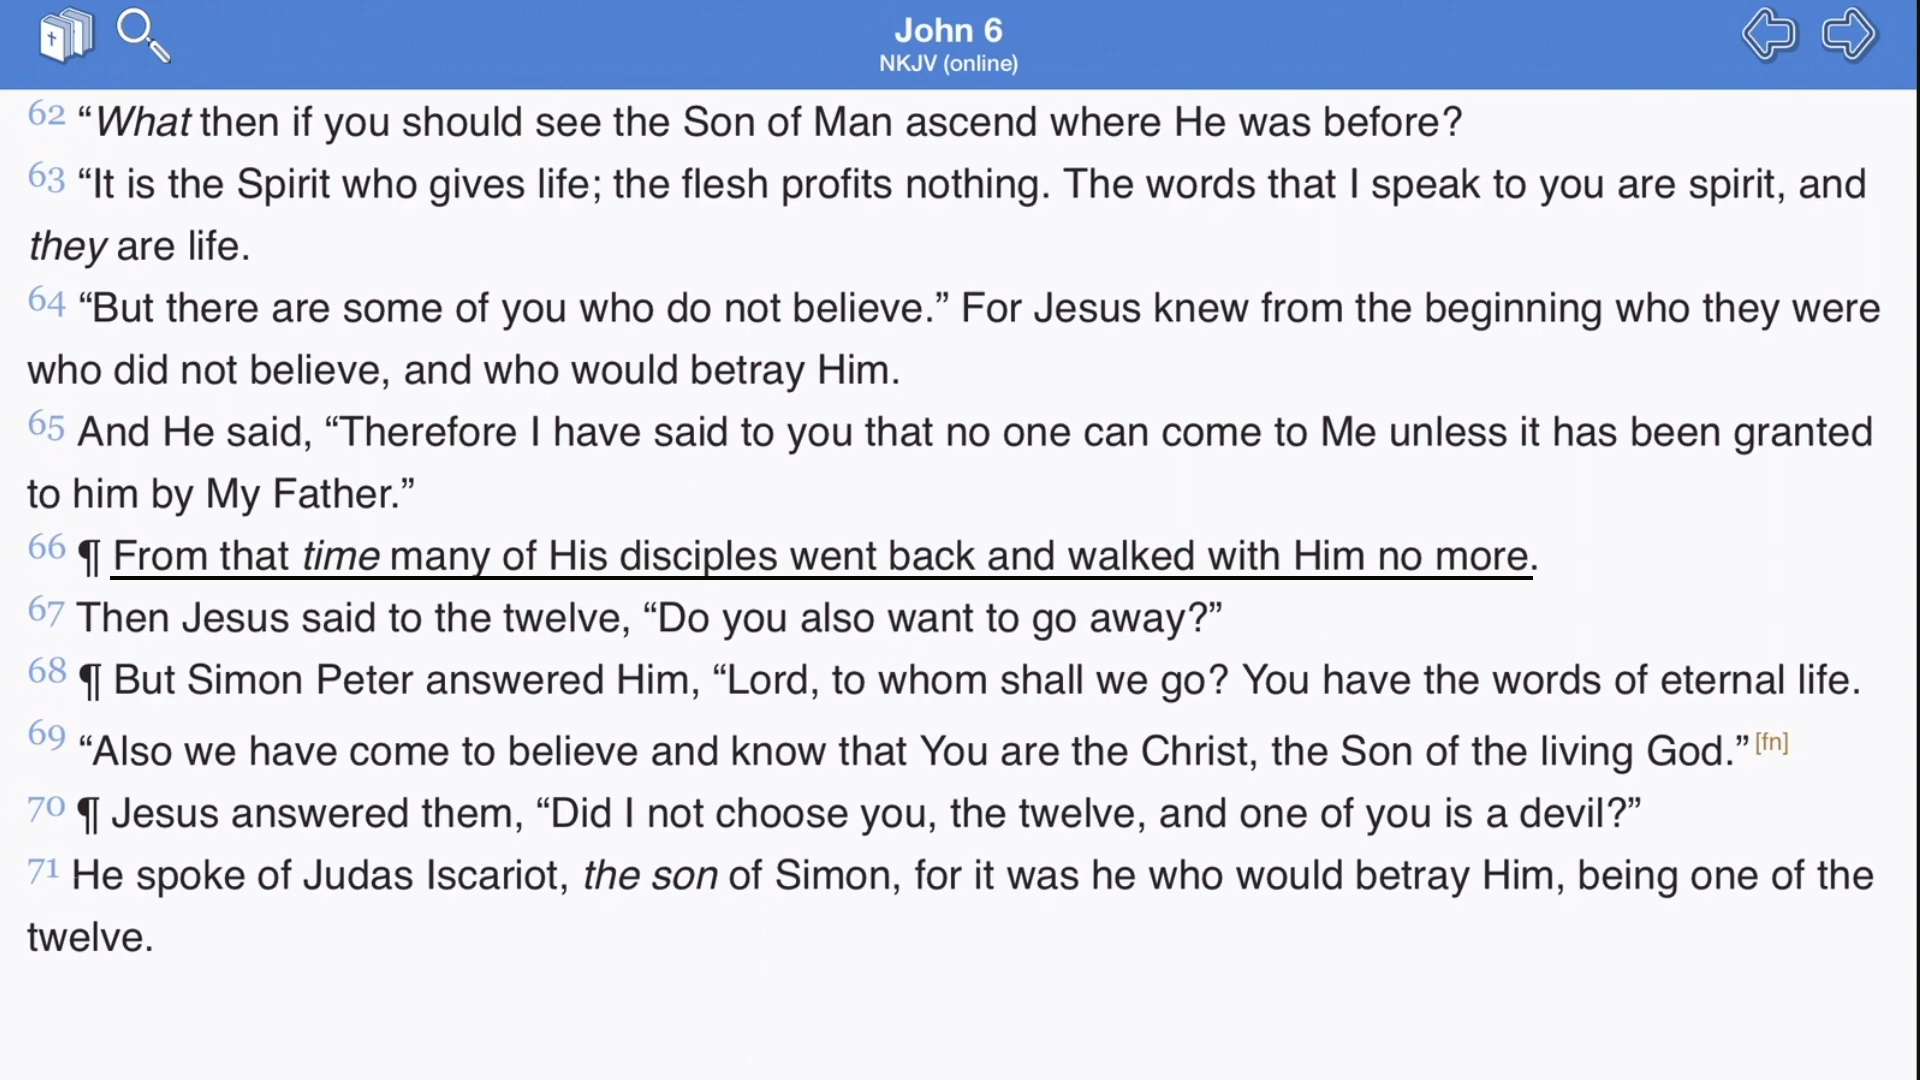 John 6
NKJV (online)
62 “What then if you should see the Son of Man ascend where He was before?
63 “It is the Spirit who gives life; the flesh profits nothing. The words that I speak to you are spirit, and
they are life.
64 “But there are some of you who do not believe.” For Jesus knew from the beginning who they were
who did not believe, and who would betray Him.
65 And He said, “Therefore I have said to you that no one can come to Me unless it has been granted
to him by My Father.”
66 ¶ From that time many of His disciples went back and walked with Him no more.
67 Then Jesus said to the twelve, “Do you also want to go away?”
68 ¶ But Simon Peter answered Him, “Lord, to whom shall we go? You have the words of eternal life.
69 “Also we have come to believe and know that You are the Christ, the Son of the living God.” [fn]
70 ¶ Jesus answered them, “Did I not choose you, the twelve, and one of you is a devil?”
71 He spoke of Judas Iscariot, the son of Simon, for it was he who would betray Him, being one of the
twelve.